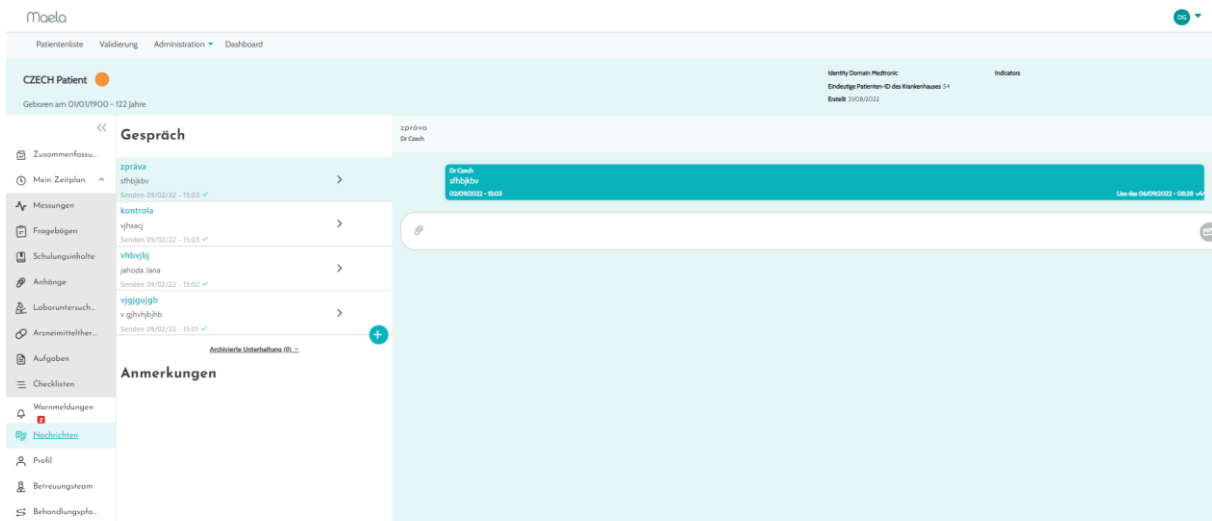 Maela
DG
Patientenliste Validierung Administration Dashboard
CZECH Patient
Geboren am 01/01/1900 - 122 Jahre
Identity Domain Medtronic
Eindeutige Patienten-ID des Krankenhauses 54
Erstellt 31/08/2022
Indicators
Zusammenfassu...
Mein Zeitplan
Messungen
Fragebögen
Schulungsinhalte
Anhänge
Laboruntersuch...
Arzneimittelther...
Aufgaben
Checklisten
Warnmeldungen
2
Nachrichten
Profil
Betreuungsteam
Behandlungspfa...
Gespräch
zpráva
sfhbjkbv
Senden 09/02/22 - 15:03
kontrola
vjhxacj
Senden 09/02/22 - 15:03
vhbvjbj
jahoda Jana
Senden 09/02/22 - 15:02
vjgjgujgb
v gjhvhjbjhb
Senden 09/02/22 - 15:01
Archivierte Unterhaltung (0)
Anmerkungen
zpráva
Dr Czech
Dr Czech
sfhbjkbv
02/09/2022 - 15:03
Lies das 06/09/2022 - 08:28